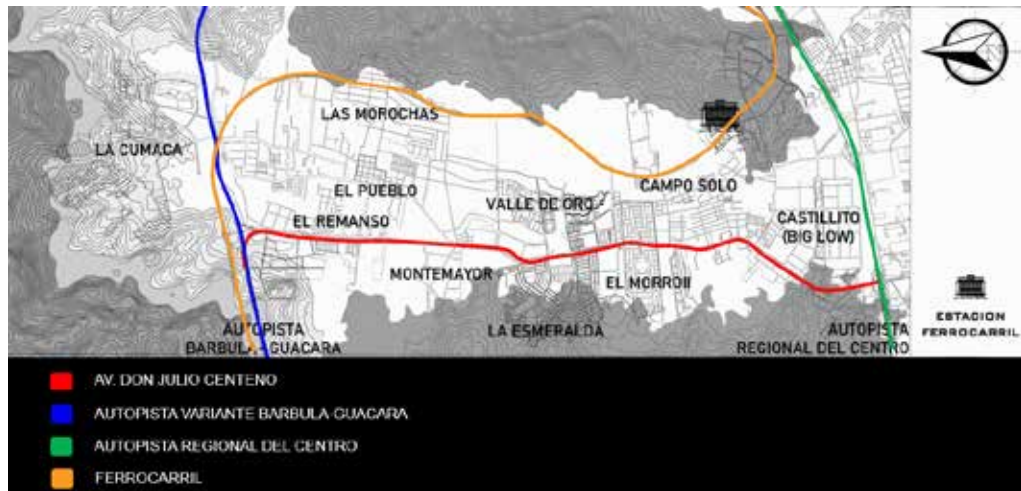 LAS MOROCHAS
LA CUMACA
EL PUEBLO
CAMPO SOLO
VALLE DE ORO
EL REMANSO
CASTILLITO
(BIG LOW)
MONTEMAYOR
EL MORROII
LA ESMERALDA
AUTOPISTA
BARBULA - GUACARA
AUTOPISTA
REGIONAL DEL CENTRO
ESTACION
FERROCARRIL
AV. DON JULIO CENTENO
AUTOPISTA VARIANTE BARBULA-GUACARA
AUTOPISTA REGIONAL DEL CENTRO
FERROCARRIL